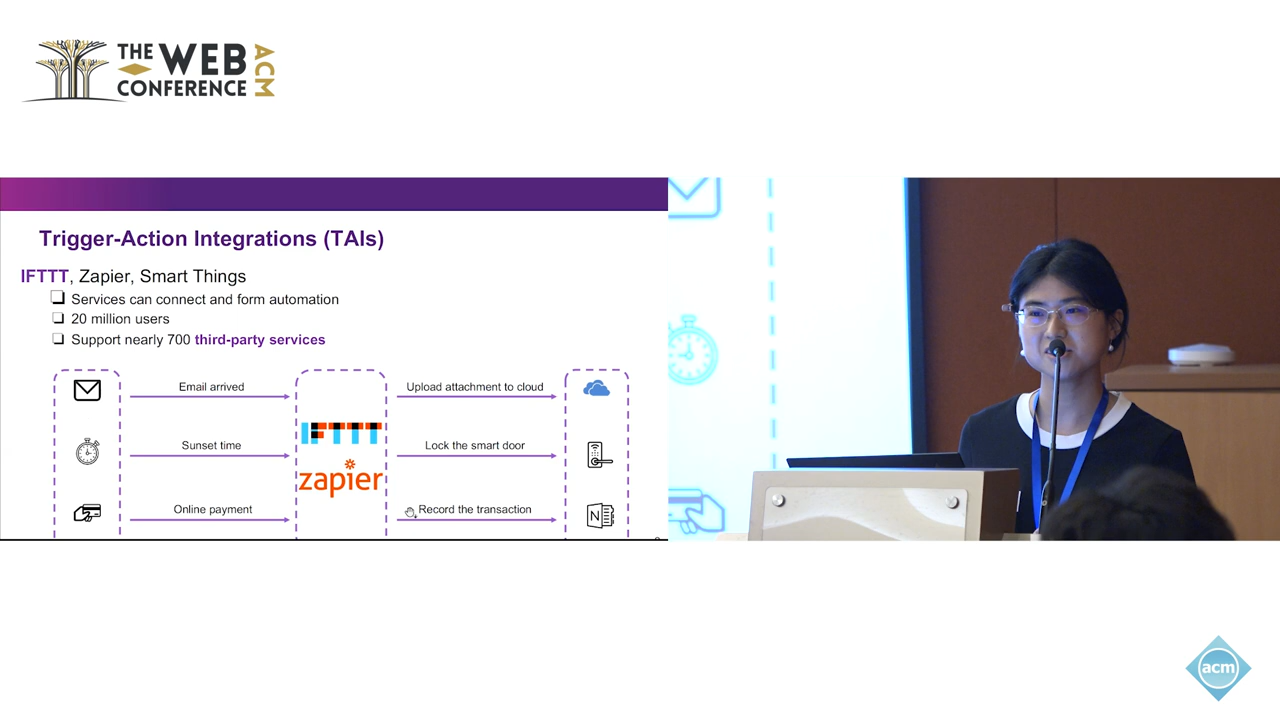 THE WEB
CONFERENCE
ACM
Trigger-Action Integrations (TAIs)
IFTTT, Zapier, Smart Things
Services can connect and form automation
20 million users
Support nearly 700 third-party services
Email arrived
Upload attachment to cloud
IFTTT
Sunset time
Lock the smart door
zapier
Online payment
Record the transaction
N
acm